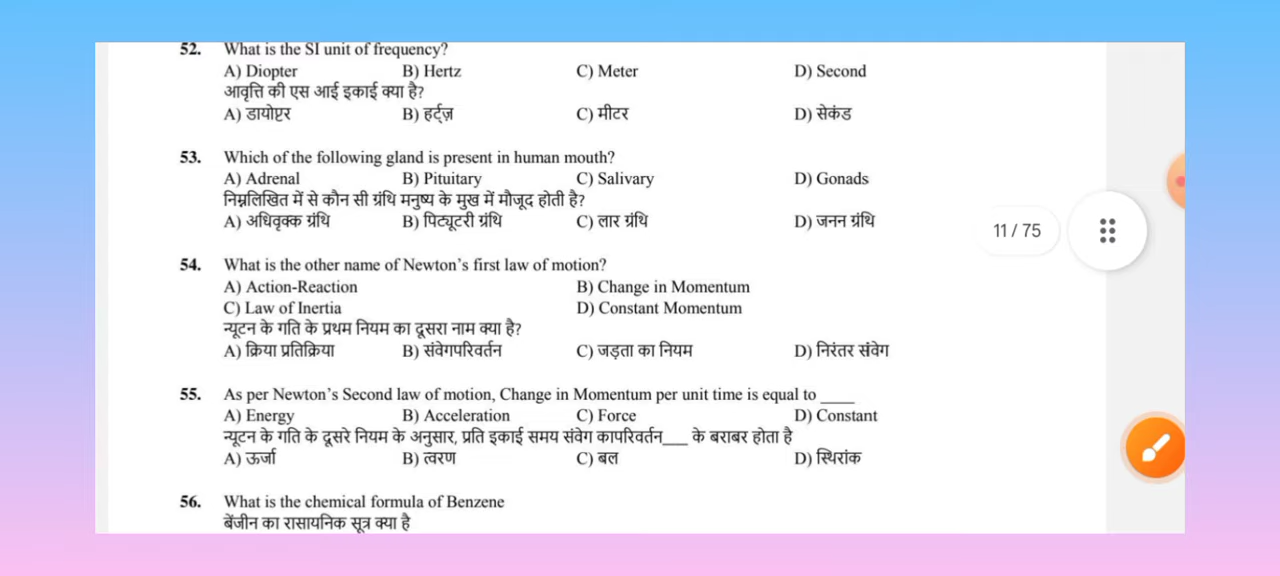 52. What is the SI unit of frequency?
A) Diopter B) Hertz C) Meter D) Second
आवृत्ति की एस आई इकाई क्या है?
A) डायोप्टर B) हर्ट्ज़ C) मीटर D) सेकंड
53. Which of the following gland is present in human mouth?
A) Adrenal B) Pituitary C) Salivary D) Gonads
निम्नलिखित में से कौन सी ग्रंथि मनुष्य के मुख में मौजूद होती है?
A) अधिवृक्क ग्रंथि B) पिट्यूटरी ग्रंथि C) लार ग्रंथि D) जनन ग्रंथि
11 / 75
54. What is the other name of Newton's first law of motion?
A) Action-Reaction B) Change in Momentum
C) Law of Inertia D) Constant Momentum
न्यूटन के गति के प्रथम नियम का दूसरा नाम क्या है?
A) क्रिया प्रतिक्रिया B) संवेगपरिवर्तन C) जड़ता का नियम D) निरंतर संवेग
55. As per Newton's Second law of motion, Change in Momentum per unit time is equal to ____
A) Energy B) Acceleration C) Force D) Constant
न्यूटन के गति के दूसरे नियम के अनुसार, प्रति इकाई समय संवेग कापरिवर्तन___ के बराबर होता है
A) ऊर्जा B) त्वरण C) बल D) स्थिरांक
56. What is the chemical formula of Benzene
बेंजीन का रासायनिक सूत्र क्या है